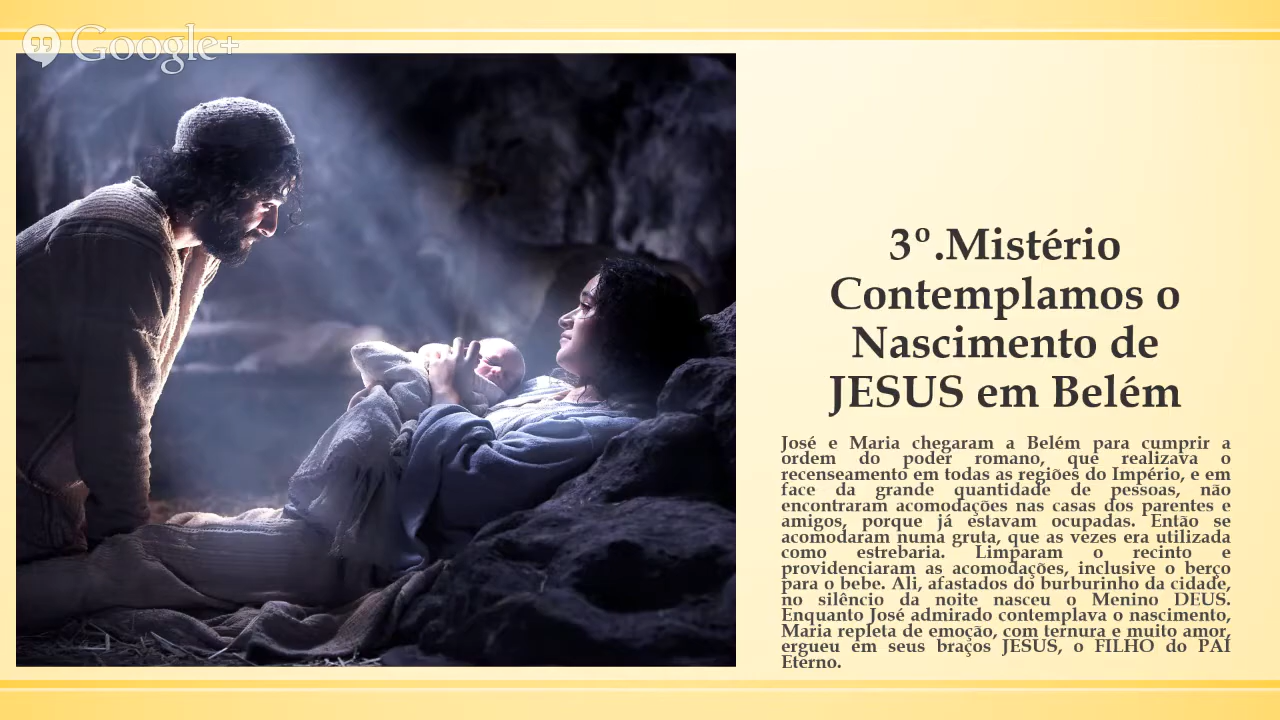 Google+
3º.Mistério
Contemplamos o
Nascimento de
JESUS em Belém
José e Maria chegaram a Belém para cumprir a
ordem do poder romano, que realizava o
recenseamento em todas as regiões do Império, e em
face da grande quantidade de pessoas, não
encontraram acomodações nas casas dos parentes e
amigos, porque já estavam ocupadas. Então se
acomodaram numa gruta, que as vezes era utilizada
como estrebaria. Limparam o recinto e
providenciaram as acomodações, inclusive o berço
para o bebe. Ali, afastados do burburinho da cidade,
no silêncio da noite nasceu o Menino DEUS.
Enquanto José admirado contemplava o nascimento,
Maria repleta de emoção, com ternura e muito amor,
ergueu em seus braços JESUS, o FILHO do PAI
Eterno.